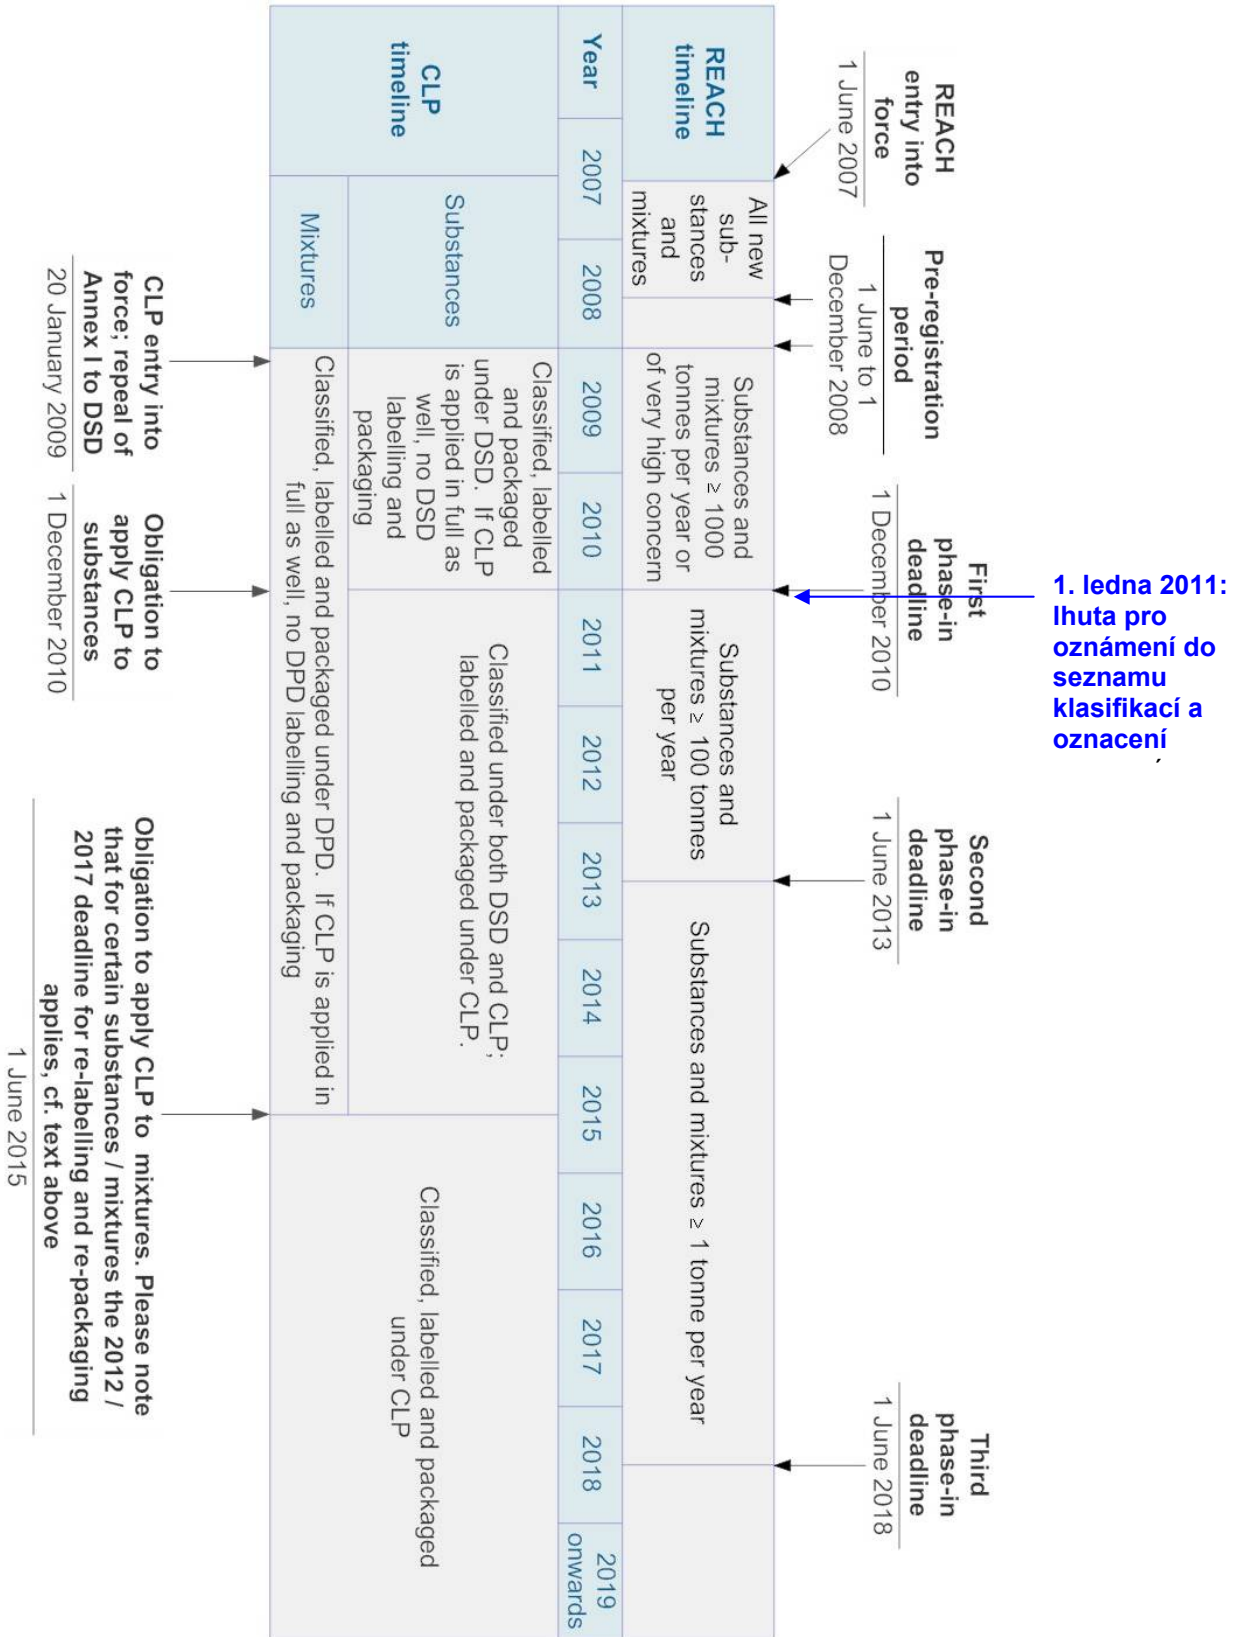 REACH
entry into
force
1 June 2007
Pre-registration
period
1 June to 1
December 2008
First
phase-in
deadline
1 December 2010
Second
phase-in
deadline
1 June 2013
Third
phase-in
deadline
1 June 2018
1. ledna 2011:
lhuta pro
oznámení do
seznamu
klasifikací a
oznacení
REACH
timeline
All new
sub-
stances
and
mixtures
Substances and
mixtures ≥ 1000
tonnes per year or
of very high concern
Substances and
mixtures ≥ 100 tonnes
per year
Substances and mixtures ≥ 1 tonne per year
Year
2007
2008
2009
2010
2011
2012
2013
2014
2015
2016
2017
2018
2019
onwards
CLP
timeline
Substances
Classified, labelled
and packaged
under DSD. If CLP
is applied in full as
well, no DSD
labelling and
packaging
Classified under both DSD and CLP;
labelled and packaged under CLP.
Classified, labelled and packaged
under CLP
Mixtures
Classified, labelled and packaged under DPD. If CLP is applied in
full as well, no DPD labelling and packaging
CLP entry into
force; repeal of
Annex I to DSD
20 January 2009
Obligation to
apply CLP to
substances
1 December 2010
Obligation to apply CLP to mixtures. Please note
that for certain substances / mixtures the 2012 /
2017 deadline for re-labelling and re-packaging
applies, cf. text above
1 June 2015